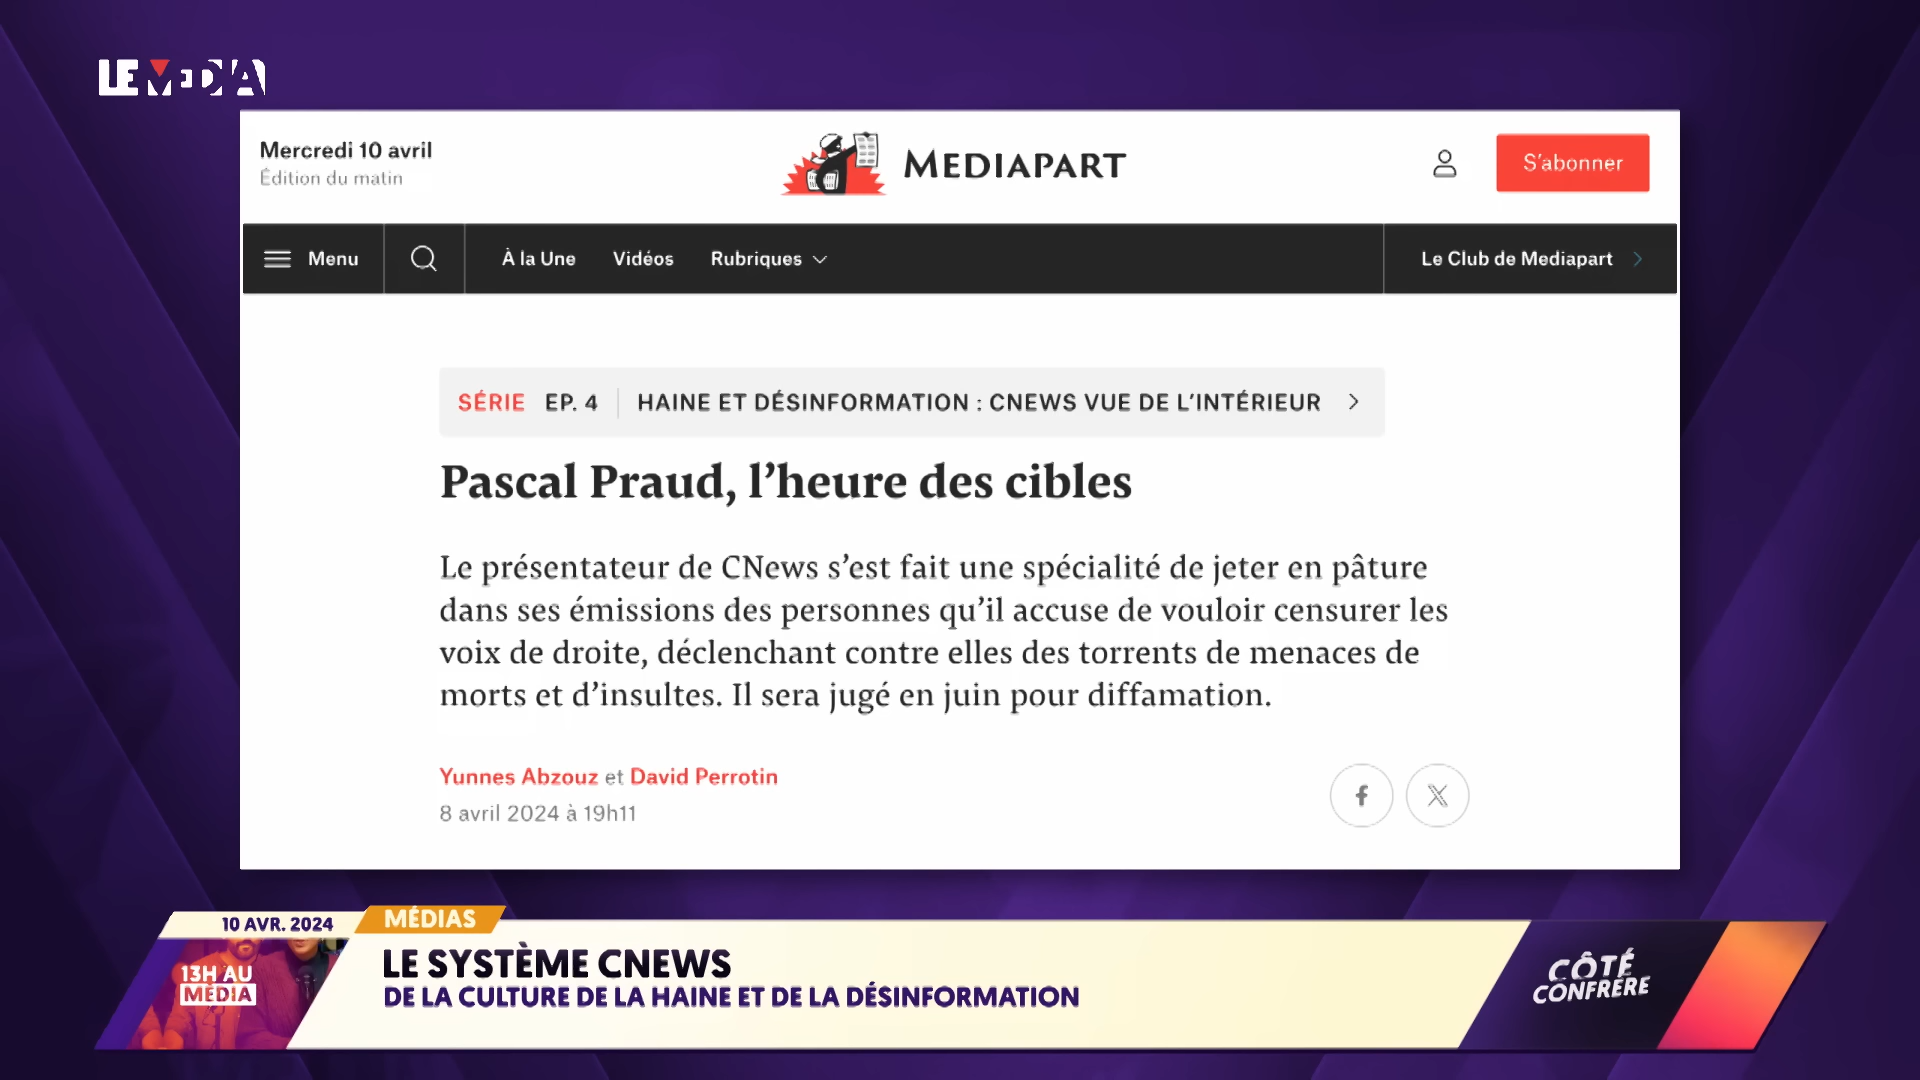 LE MEDIA
Mercredi 10 avril
Édition du matin
MEDIAPART
S'abonner
Menu
À la Une
Vidéos
Rubriques
Le Club de Mediapart
SÉRIE EP. 4 HAINE ET DÉSINFORMATION : CNEWS VUE DE L'INTÉRIEUR
Pascal Praud, l'heure des cibles
Le présentateur de CNews s'est fait une spécialité de jeter en pâture
dans ses émissions des personnes qu'il accuse de vouloir censurer les
voix de droite, déclenchant contre elles des torrents de menaces de
morts et d'insultes. Il sera jugé en juin pour diffamation.
Yunnes Abzouz et David Perrotin
8 avril 2024 à 19h11
10 AVR. 2024
MÉDIAS
13H AU
MÉDIA
LE SYSTÈME CNEWS
DE LA CULTURE DE LA HAINE ET DE LA DÉSINFORMATION
CÔTÉ
CONFRÈRE